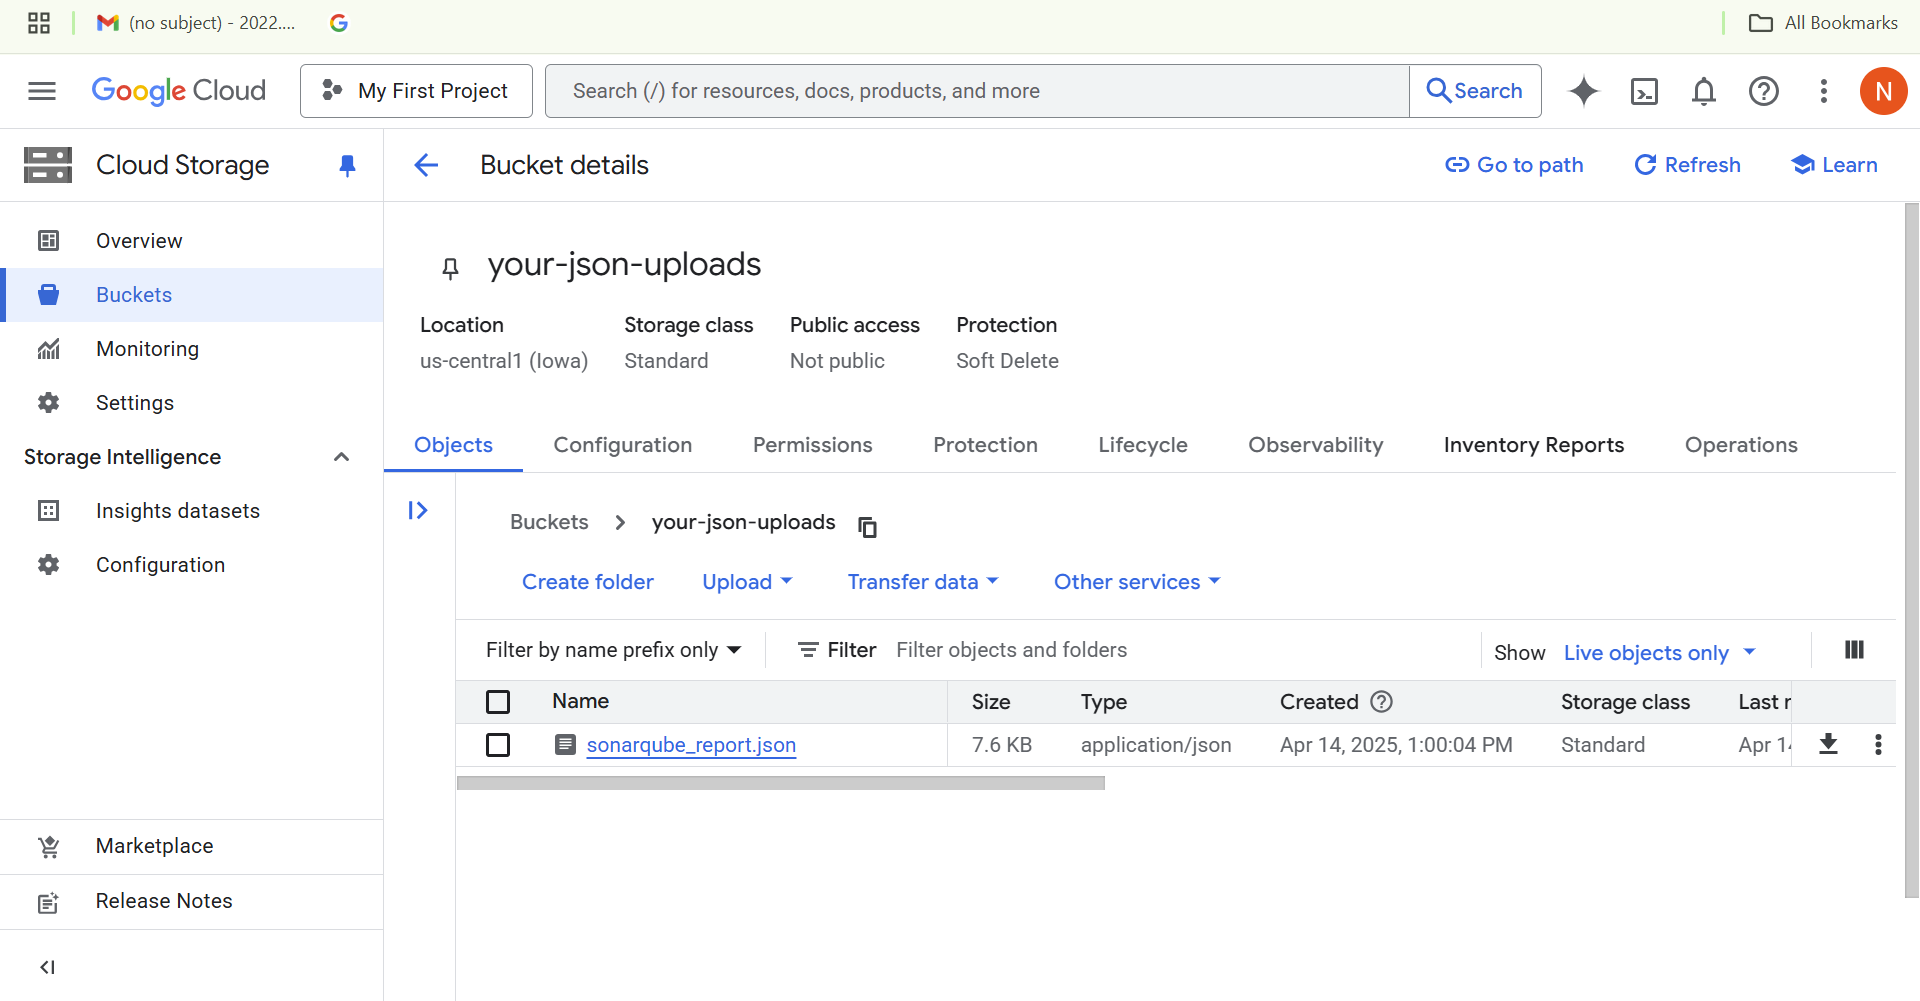 (no subject) - 2022....
All Bookmarks
Google Cloud
My First Project
Search (/) for resources, docs, products, and more
Search
N
Cloud Storage
Bucket details
Go to path
Refresh
Learn
Overview
Buckets
Monitoring
Settings
Storage Intelligence
Insights datasets
Configuration
Marketplace
Release Notes
your-json-uploads
Location Storage class Public access Protection
us-central1 (Iowa) Standard Not public Soft Delete
Objects Configuration Permissions Protection Lifecycle Observability Inventory Reports Operations
Buckets > your-json-uploads
Create folder Upload Transfer data Other services
Filter by name prefix only Filter Filter objects and folders Show Live objects only
Name Size Type Created Storage class Last
sonarqube_report.json 7.6 KB application/json Apr 14, 2025, 1:00:04 PM Standard Apr 14